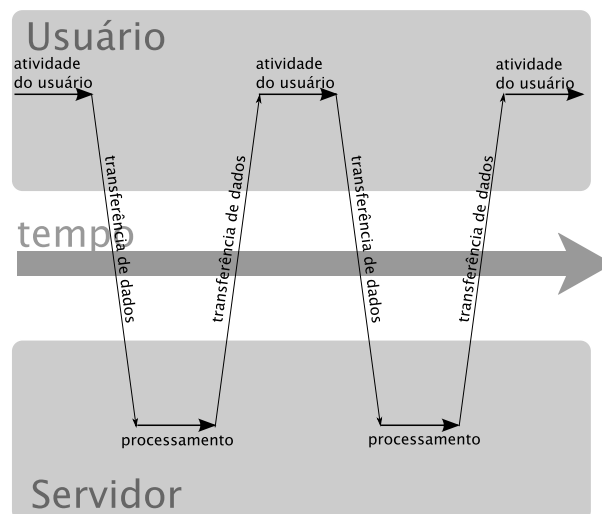 Usuário
atividade
do usuário
atividade
do usuário
atividade
do usuário
transferência de dados
transferência de dados
transferência de dados
transferência de dados
tempo
processamento
processamento
Servidor